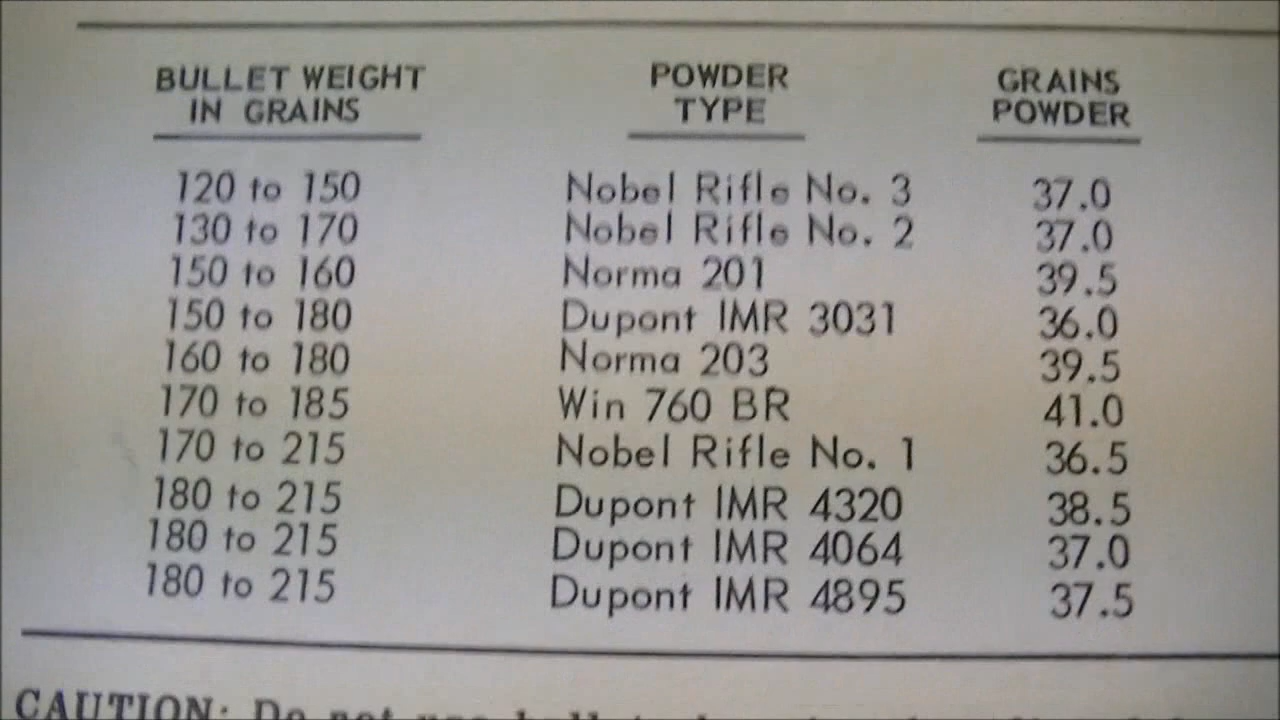 BULLET WEIGHT IN GRAINS POWDER TYPE GRAINS POWDER
120 to 150 Nobel Rifle No. 3 37.0
130 to 170 Nobel Rifle No. 2 37.0
150 to 160 Norma 201 39.5
150 to 180 Dupont IMR 3031 36.0
160 to 180 Norma 203 39.5
170 to 185 Win 760 BR 41.0
170 to 215 Nobel Rifle No. 1 36.5
180 to 215 Dupont IMR 4320 38.5
180 to 215 Dupont IMR 4064 37.0
180 to 215 Dupont IMR 4895 37.5
CAUTION: Do not use